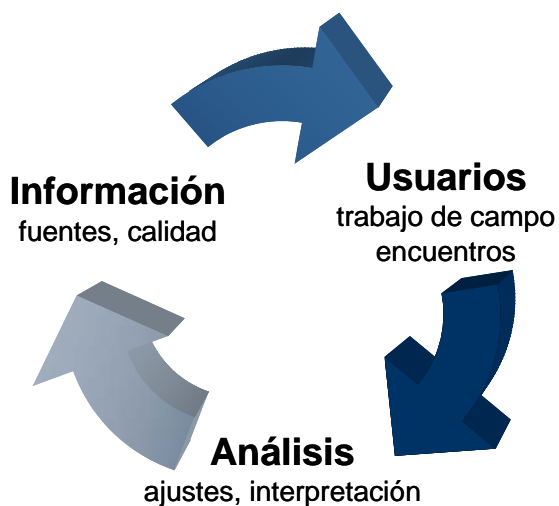 Información
fuentes, calidad
Usuarios
trabajo de campo
encuentros
Análisis
ajustes, interpretación